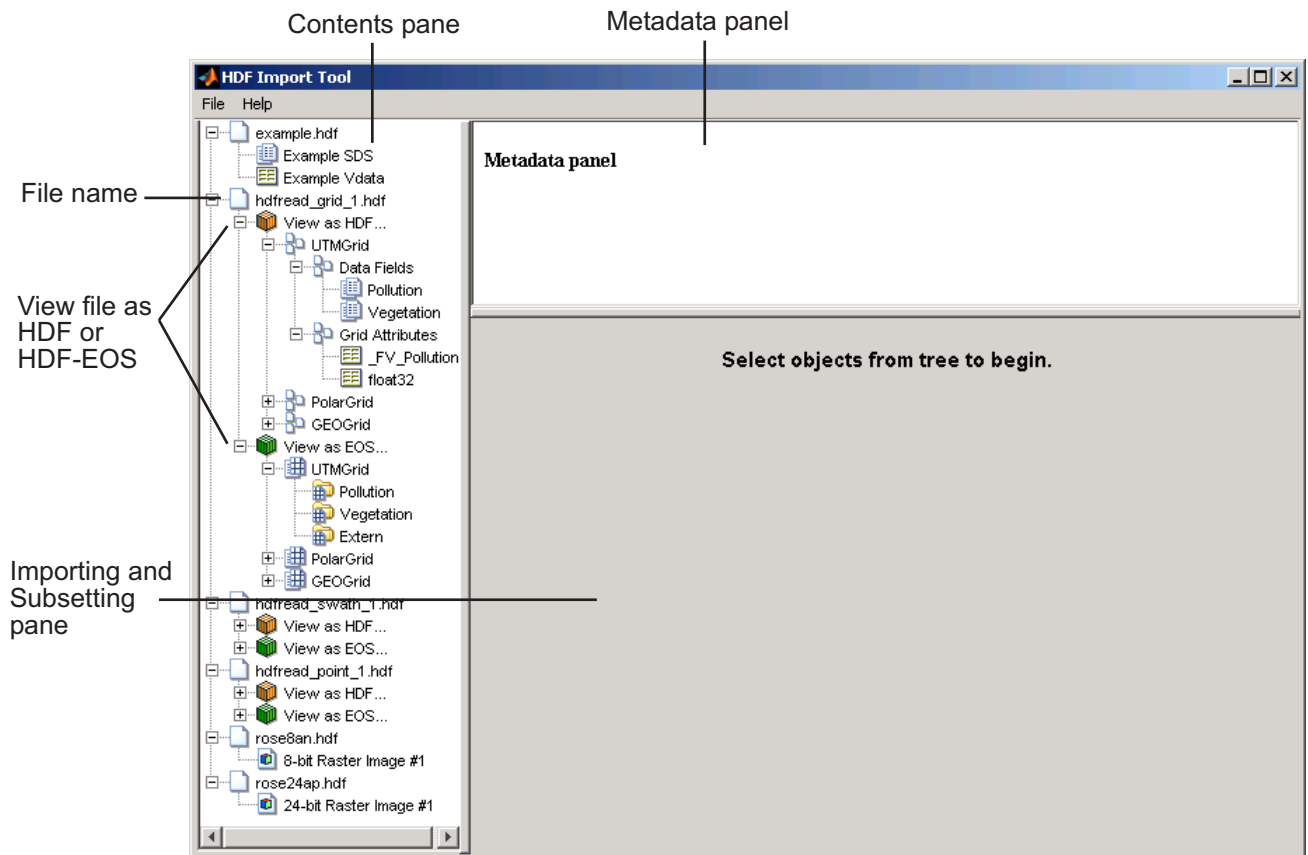 Contents pane
Metadata panel
HDF Import Tool
File Help
example.hdf
Example SDS
Example Vdata
File name
hdfread_grid_1.hdf
View as HDF...
UTMGrid
Data Fields
Pollution
Vegetation
Grid Attributes
_FV_Pollution
float32
PolarGrid
GEOGrid
View as EOS...
UTMGrid
Pollution
Vegetation
Extern
PolarGrid
GEOGrid
hdfread_swath_1.hdf
View as HDF...
View as EOS...
hdfread_point_1.hdf
View as HDF...
View as EOS...
rose8an.hdf
8-bit Raster Image #1
rose24ap.hdf
24-bit Raster Image #1
Metadata panel
Select objects from tree to begin.
View file as
HDF or
HDF-EOS
Importing and
Subsetting
pane